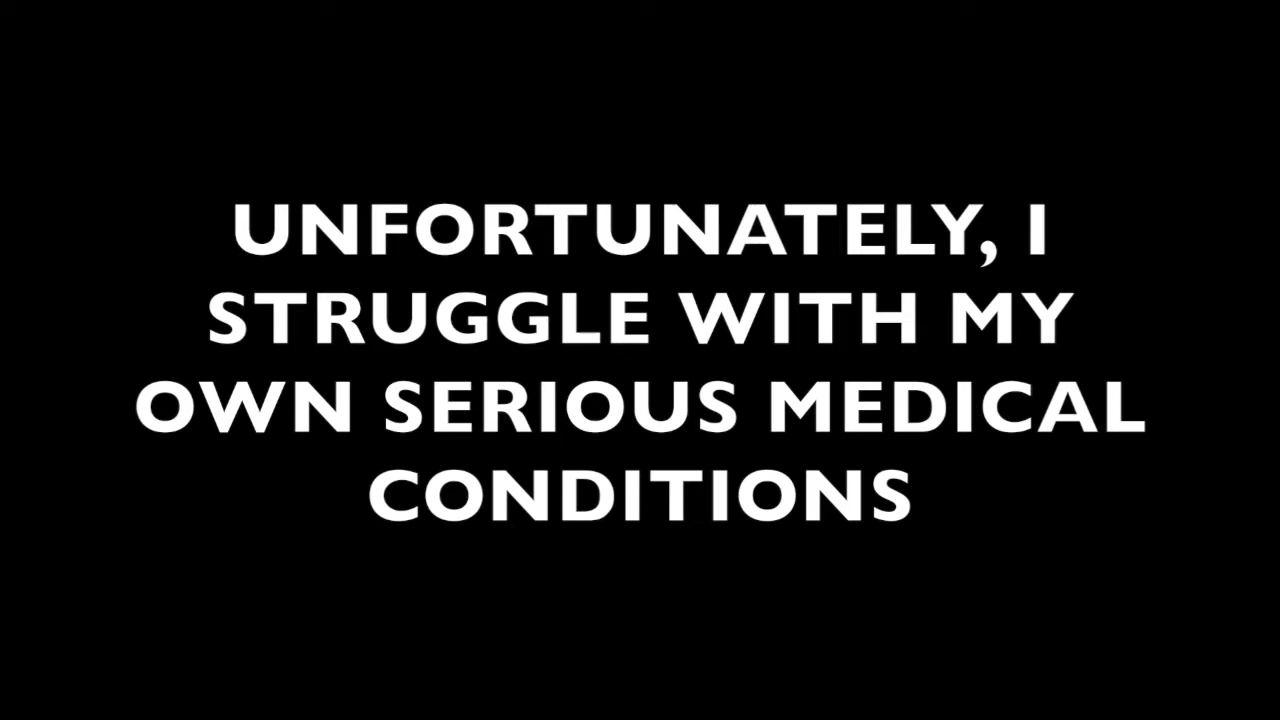 UNFORTUNATELY, I
STRUGGLE WITH MY
OWN SERIOUS MEDICAL
CONDITIONS